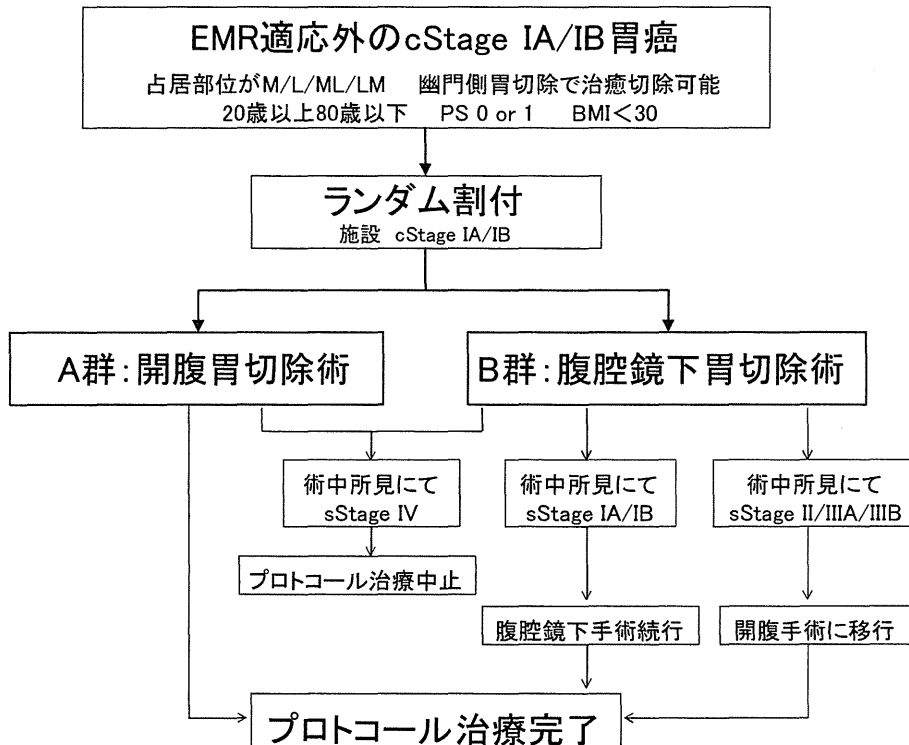 EMR適応外のcStage IA/IB胃癌
占居部位がM/L/ML/LM 幽門側胃切除で治癒切除可能
20歳以上80歳以下 PS 0 or 1 BMI<30
ランダム割付
施設 cStage IA/IB
A群:開腹胃切除術
B群:腹腔鏡下胃切除術
術中所見にて
sStage IV
術中所見にて
sStage IA/IB
術中所見にて
sStage II/IIIA/IIIB
プロトコール治療中止
腹腔鏡下手術続行
開腹手術に移行
プロトコール治療完了